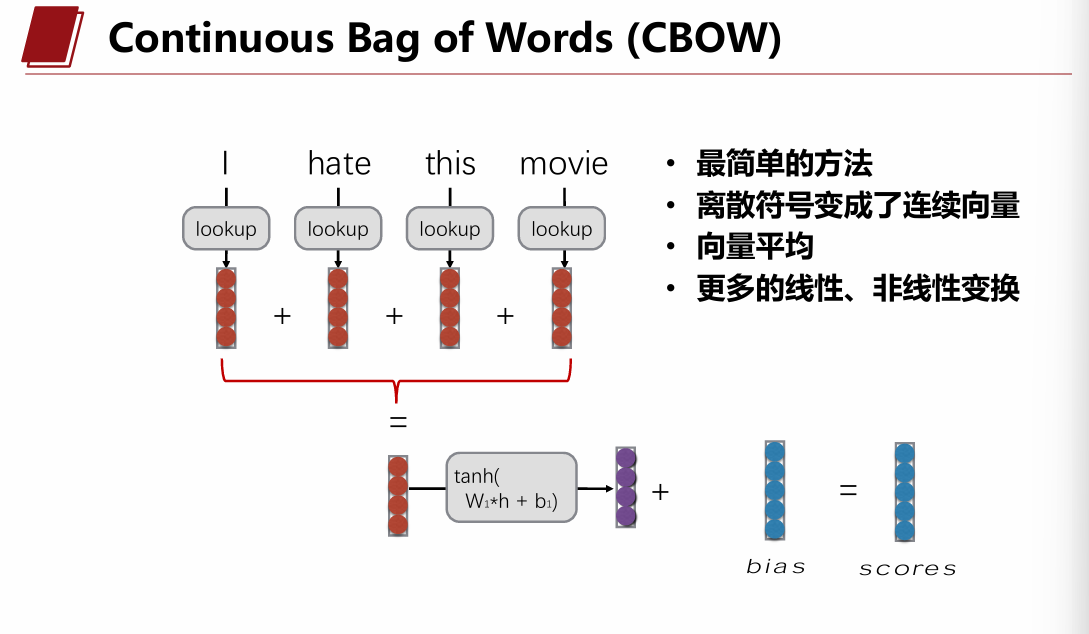 Continuous Bag of Words (CBOW)
I hate this movie
lookup lookup lookup lookup
+ + +
=
tanh(
W1*h + b1)
+ =
bias scores
• 最简单的方法
• 离散符号变成了连续向量
• 向量平均
• 更多的线性、非线性变换